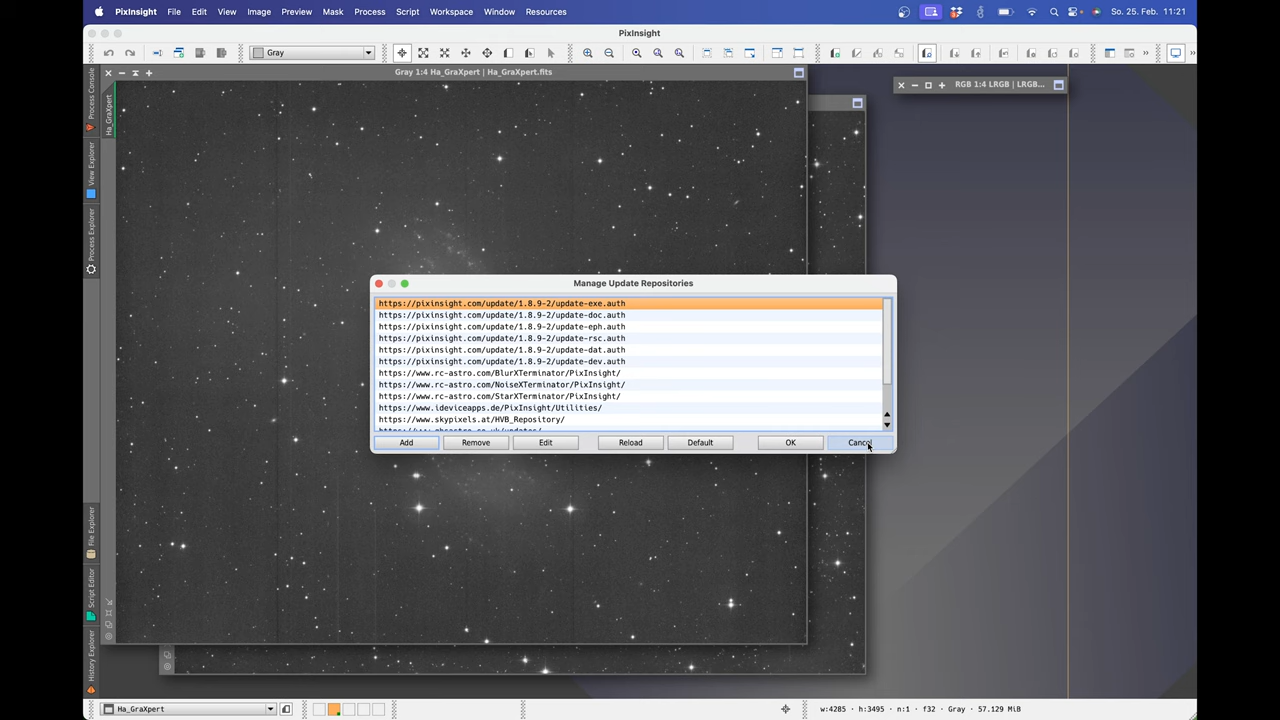 PixInsight File Edit View Image Preview Mask Process Script Workspace Window Resources So. 25. Feb. 11:21
PixInsight
Gray
Gray 1:4 Ha_GraXpert | Ha_GraXpert.fits
RGB 1:4 LRGB | LRGB...
Process Console
View Explorer
Process Explorer
File Explorer
Script Editor
History Explorer
Ha_GraXpert
Manage Update Repositories
https://pixinsight.com/update/1.8.9-2/update-exe.auth
https://pixinsight.com/update/1.8.9-2/update-doc.auth
https://pixinsight.com/update/1.8.9-2/update-eph.auth
https://pixinsight.com/update/1.8.9-2/update-rsc.auth
https://pixinsight.com/update/1.8.9-2/update-dat.auth
https://pixinsight.com/update/1.8.9-2/update-dev.auth
https://www.rc-astro.com/BlurXTerminator/PixInsight/
https://www.rc-astro.com/NoiseXTerminator/PixInsight/
https://www.rc-astro.com/StarXTerminator/PixInsight/
https://www.ideviceapps.de/PixInsight/Utilities/
https://www.skypixels.at/HVB_Repository/
Add Remove Edit Reload Default OK Cancel
Ha_GraXpert
w:4285 · h:3495 · n:1 · f32 · Gray · 57.129 MiB